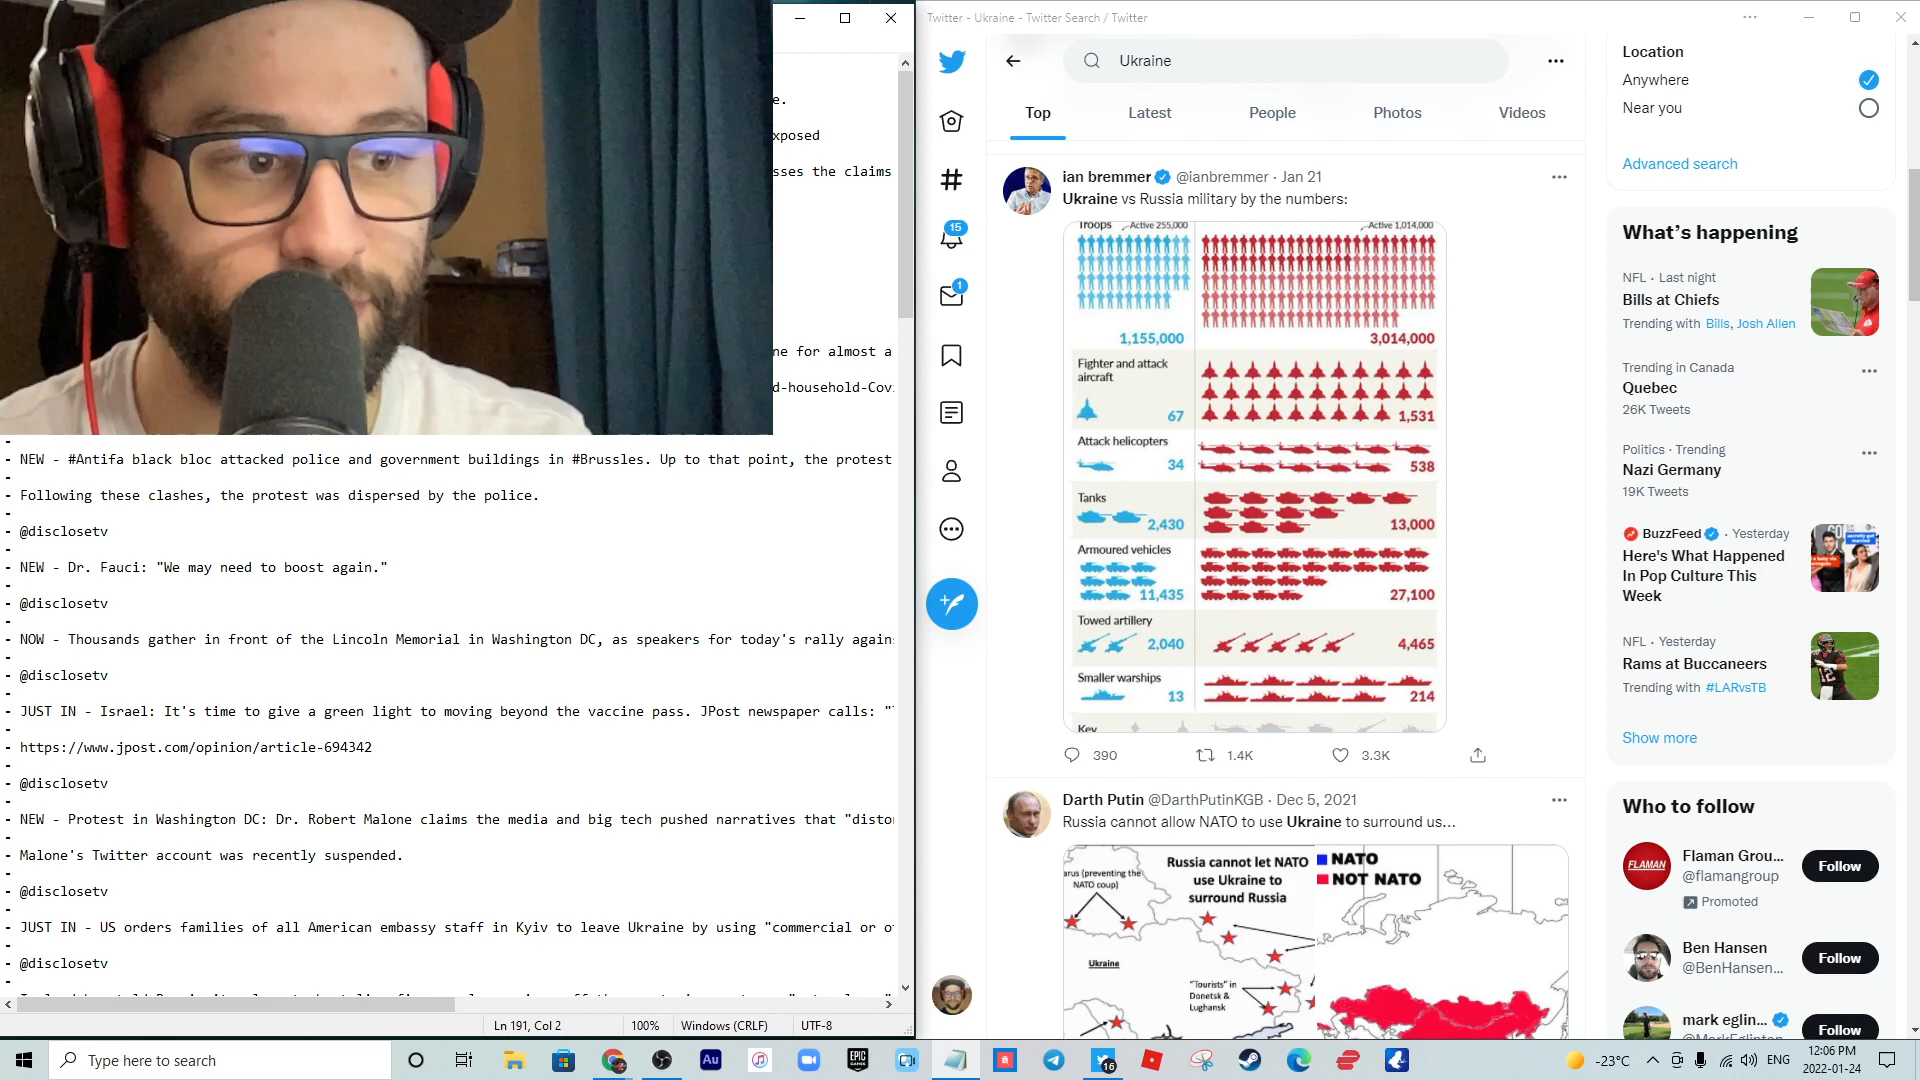 e.
xposed
sses the claims
ne for almost a
d-household-Cov
-
- NEW - #Antifa black bloc attacked police and government buildings in #Brussles. Up to that point, the protest
-
- Following these clashes, the protest was dispersed by the police.
-
- @disclosetv
-
- NEW - Dr. Fauci: "We may need to boost again."
-
- @disclosetv
-
- NOW - Thousands gather in front of the Lincoln Memorial in Washington DC, as speakers for today's rally again
-
- @disclosetv
-
- JUST IN - Israel: It's time to give a green light to moving beyond the vaccine pass. JPost newspaper calls: "
-
- https://www.jpost.com/opinion/article-694342
-
- @disclosetv
-
- NEW - Protest in Washington DC: Dr. Robert Malone claims the media and big tech pushed narratives that "disto
-
- Malone's Twitter account was recently suspended.
-
- @disclosetv
-
- JUST IN - US orders families of all American embassy staff in Kyiv to leave Ukraine by using "commercial or o
-
- @disclosetv
-
Ln 191, Col 2
100%
Windows (CRLF)
UTF-8
Twitter - Ukraine - Twitter Search / Twitter
Ukraine
Top
Latest
People
Photos
Videos
15
1
ian bremmer @ianbremmer · Jan 21
Ukraine vs Russia military by the numbers:
Troops
Active 255,000
Active 1,014,000
1,155,000
3,014,000
Fighter and attack
aircraft
67
1,531
Attack helicopters
34
538
Tanks
2,430
13,000
Armoured vehicles
11,435
27,100
Towed artillery
2,040
4,465
Smaller warships
13
214
Key
390
1.4K
3.3K
Darth Putin @DarthPutinKGB · Dec 5, 2021
Russia cannot allow NATO to use Ukraine to surround us...
arus (preventing the
NATO coup)
Russia cannot let NATO
use Ukraine to
surround Russia
Ukraine
"Tourists" in
Donetsk &
Lughansk
NATO
NOT NATO
Location
Anywhere
Near you
Advanced search
What's happening
NFL · Last night
Bills at Chiefs
Trending with Bills, Josh Allen
Trending in Canada
Quebec
26K Tweets
Politics · Trending
Nazi Germany
19K Tweets
BuzzFeed · Yesterday
Here's What Happened
In Pop Culture This
Week
NFL · Yesterday
Rams at Buccaneers
Trending with #LARvsTB
Show more
Who to follow
FLAMAN
Flaman Grou...
@flamangroup
Promoted
Follow
Ben Hansen
@BenHansen...
Follow
mark eglin...
@MarkEglinton
Follow
Type here to search
Au
EPIC
GAMES
16
-23°C
ENG
12:06 PM
2022-01-24